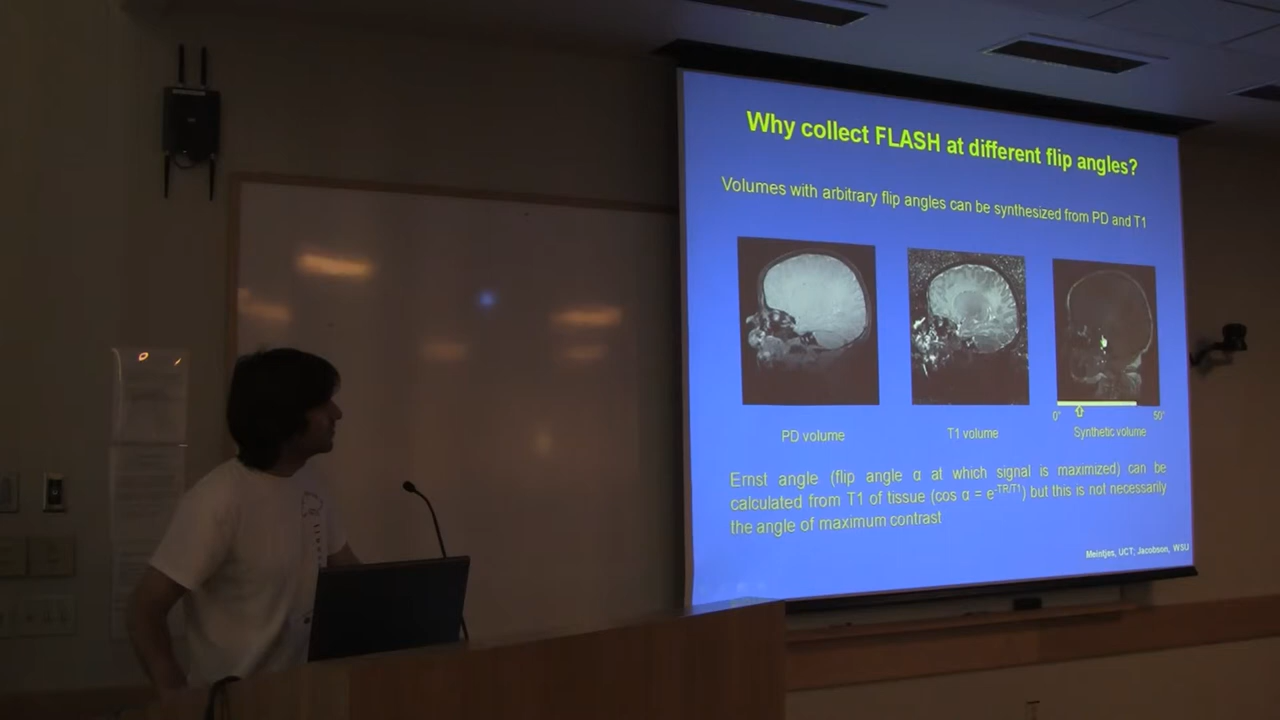 Why collect FLASH at different flip angles?
Volumes with arbitrary flip angles can be synthesized from PD and T1
0° 50°
PD volume T1 volume Synthetic volume
Ernst angle (flip angle α at which signal is maximized) can be
calculated from T1 of tissue (cos α = e-TR/T1) but this is not necessarily
the angle of maximum contrast
Meintjes, UCT; Jacobson, WSU